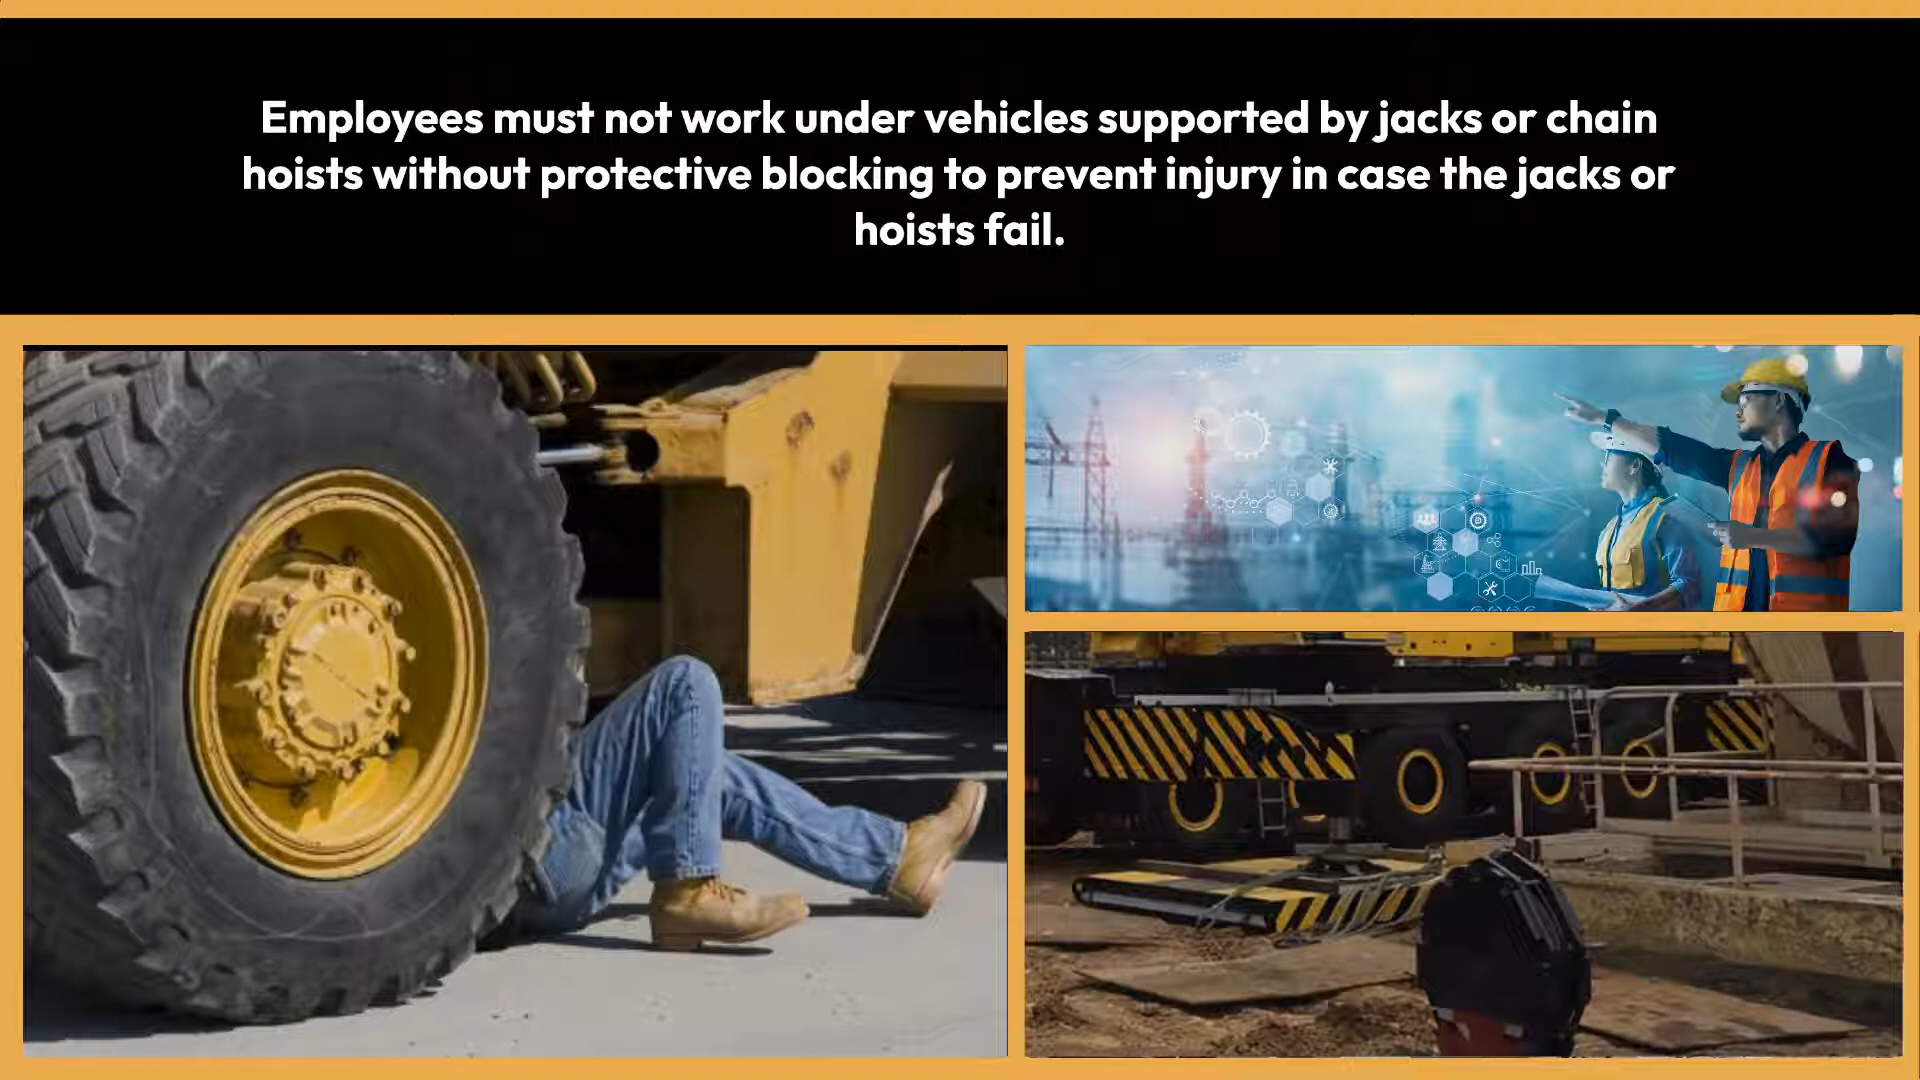 Employees must not work under vehicles supported by jacks or chain
hoists without protective blocking to prevent injury in case the jacks or
hoists fail.